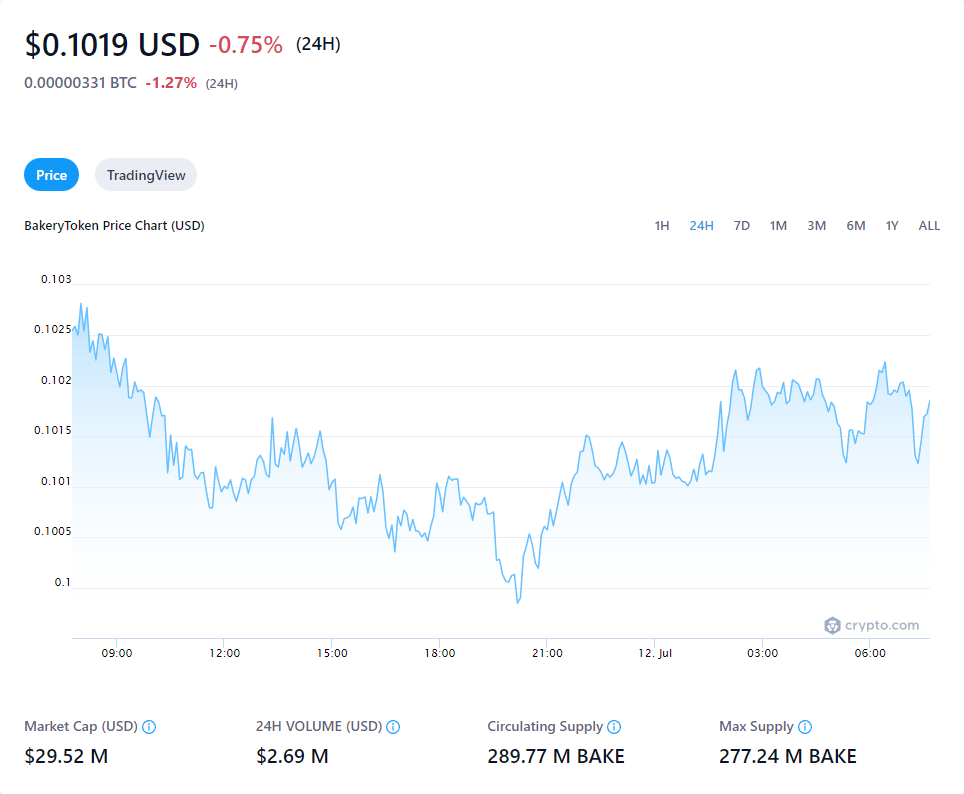 $0.1019 USD -0.75% (24H)
0.00000331 BTC -1.27% (24H)
Price TradingView
BakeryToken Price Chart (USD) 1H 24H 7D 1M 3M 6M 1Y ALL
0.103
0.1025
0.102
0.1015
0.101
0.1005
0.1
crypto.com
09:00 12:00 15:00 18:00 21:00 12. Jul 03:00 06:00
Market Cap (USD) 24H VOLUME (USD) Circulating Supply Max Supply
$29.52 M $2.69 M 289.77 M BAKE 277.24 M BAKE